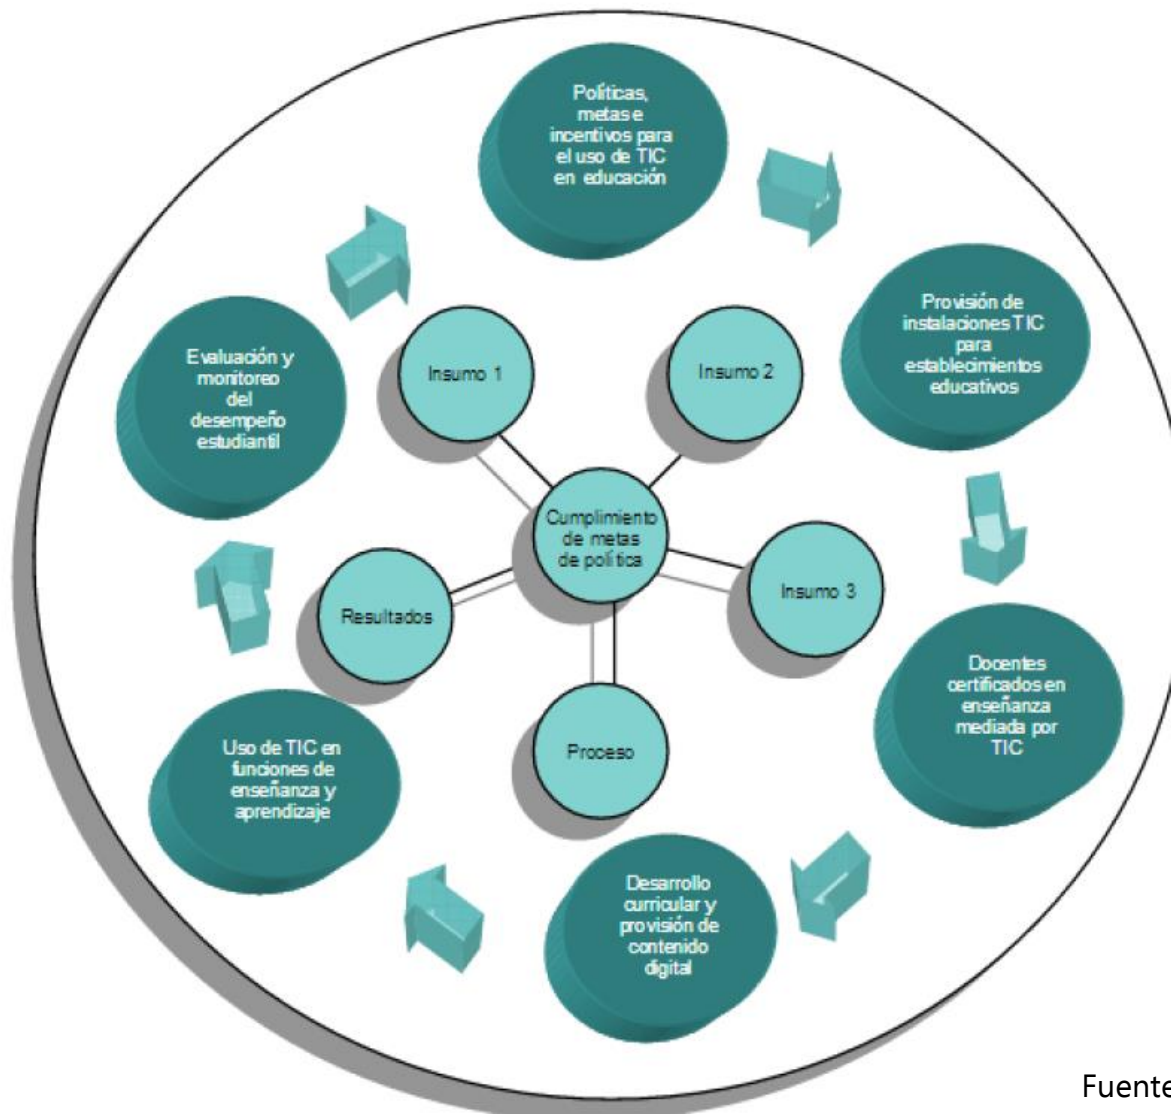 Políticas,
metas e
incentivos para
el uso de TIC
en educación
Provisión de
instalaciones TIC
para
establecimientos
educativos
Docentes
certificados en
enseñanza
mediada por
TIC
Desarrollo
curricular y
provisión de
contenido
digital
Uso de TIC en
funciones de
enseñanza y
aprendizaje
Evaluación y
monitoreo
del
desempeño
estudiantil
Insumo 1
Insumo 2
Insumo 3
Proceso
Resultados
Cumplimiento
de metas
de política
Fuente